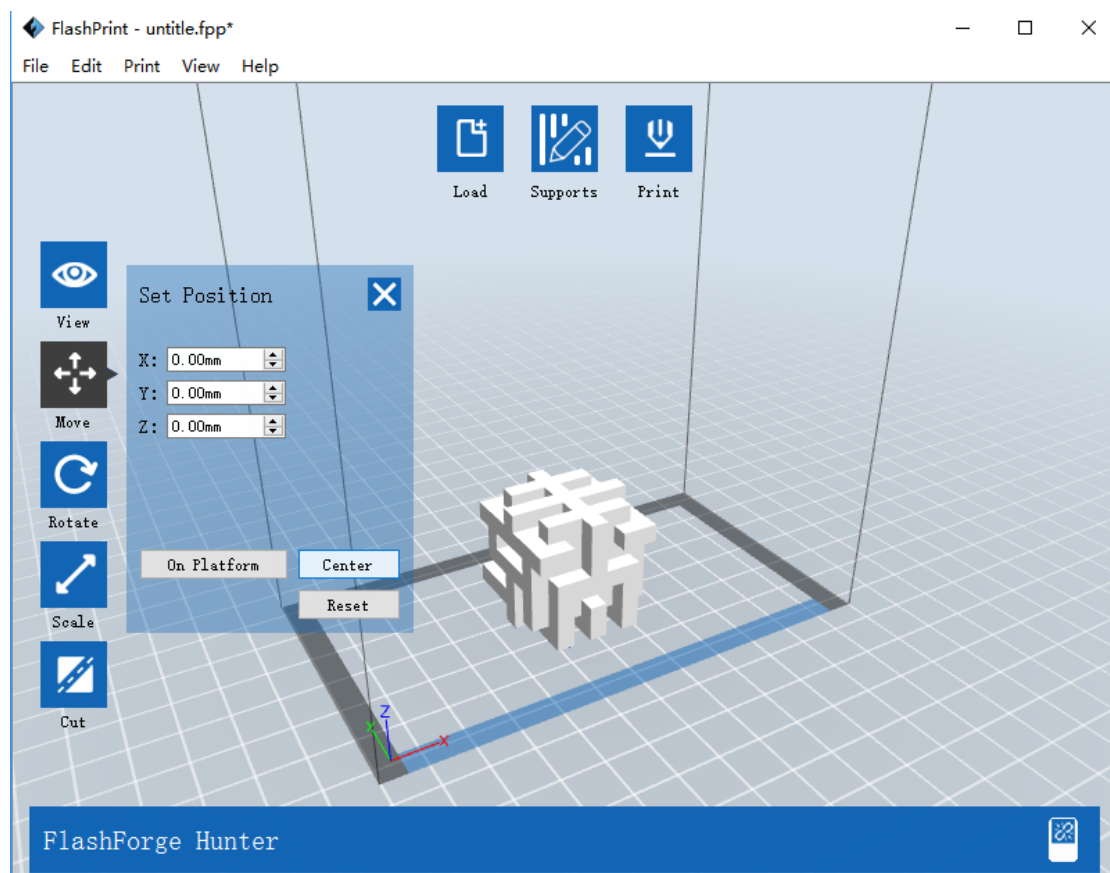 FlashPrint - untitle.fpp*
File Edit Print View Help
Load Supports Print
View
Move
Rotate
Scale
Cut
Set Position
X: 0.00mm
Y: 0.00mm
Z: 0.00mm
On Platform Center
Reset
Z
X
FlashForge Hunter